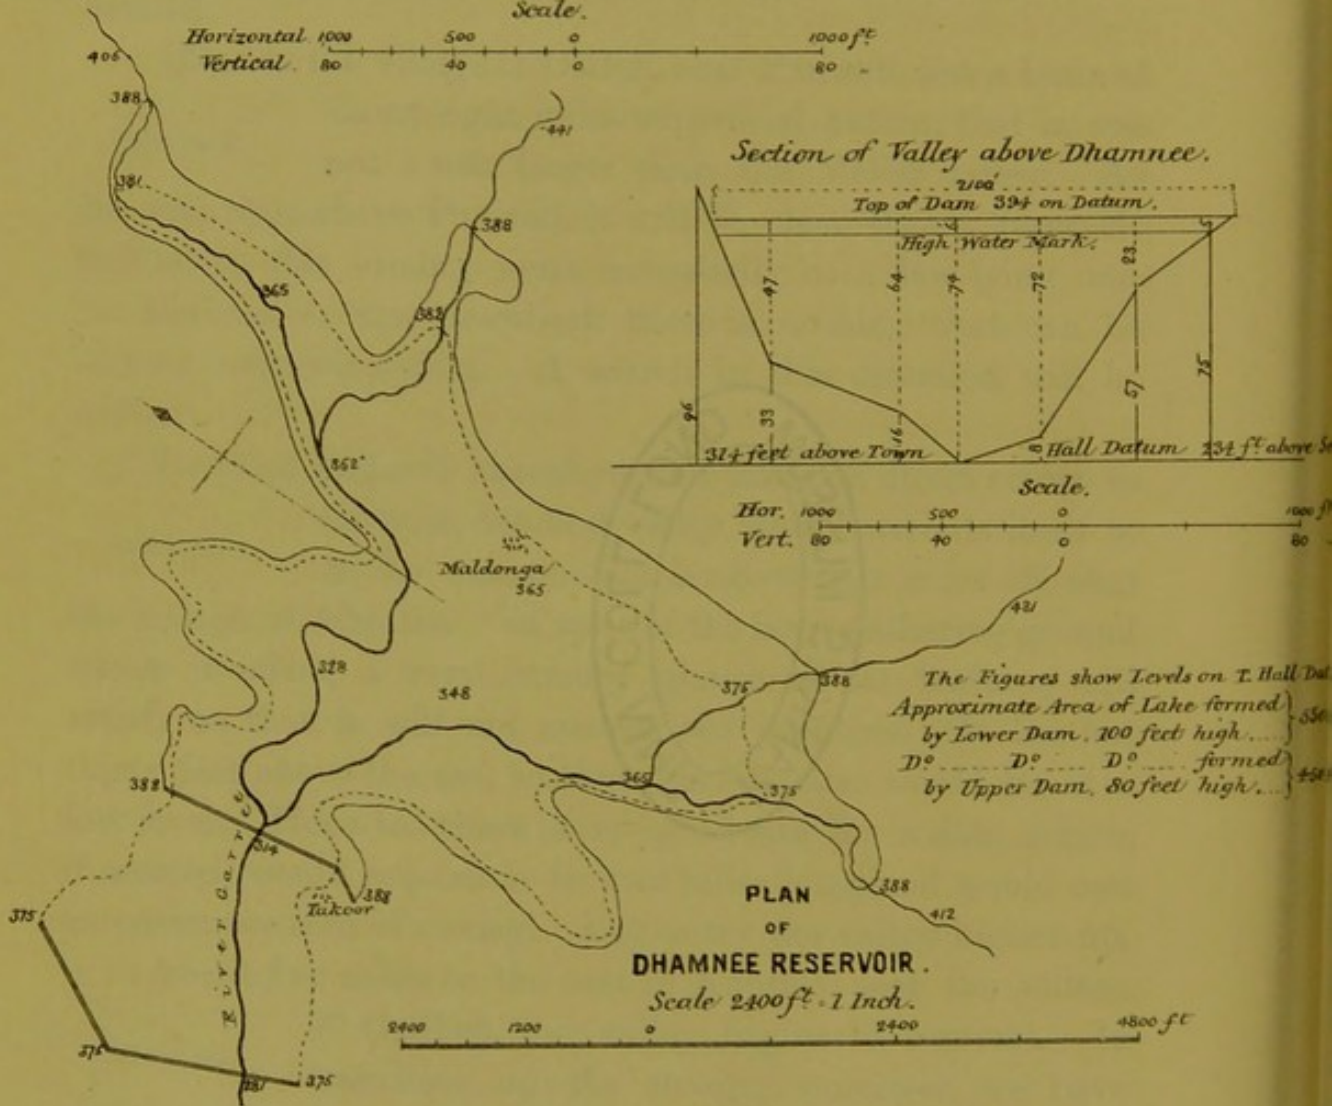 Scale.
Horizontal 1000 500 0 1000 ft
Vertical. 80 40 0 80
406
388
441
381
388
365
382
362
Section of Valley above Dhamnee.
2100'
Top of Dam 394 on Datum.
High Water Mark.
47 64 74 72 23
96 33 16 8 57 75
314 feet above Town Hall Datum 234 ft above
Scale.
Hor. 1000 500 0 1000 ft
Vert. 80 40 0 80
Maldonga
365
421
328
348
376
388
The Figures show Levels on T. Hall
Approximate Area of Lake formed
by Lower Dam, 100 feet high
Do Do Do formed
by Upper Dam, 80 feet high
365
375
388
314
388
Takoor
River
388
412
375
375
375
PLAN
OF
DHAMNEE RESERVOIR.
Scale 2400 ft = 1 Inch.
2400 1200 0 2400 4800 ft